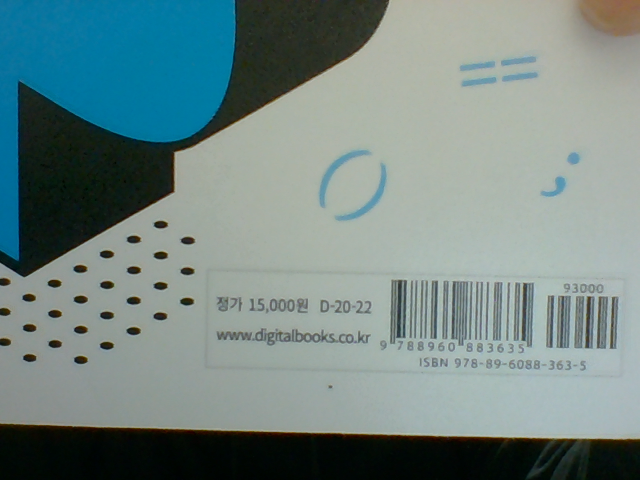 ==
()
;
정가 15,000원 D-20-22
www.digitalbooks.co.kr
93000
9 788960 883635
ISBN 978-89-6088-363-5